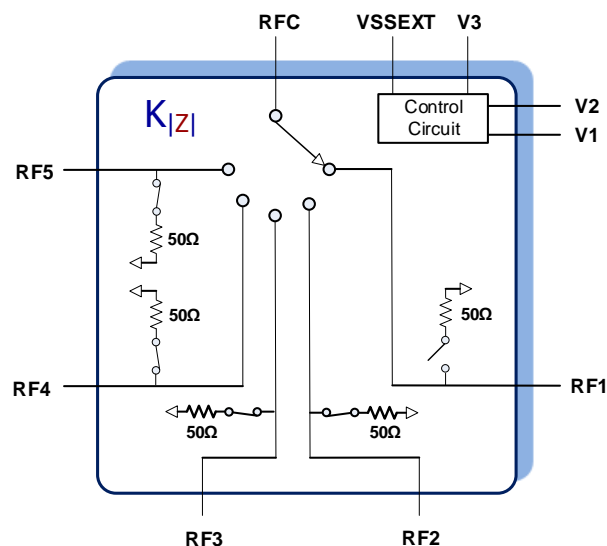 RFC
VSSEXT
V3
K|Z|
Control
Circuit
V2
V1
RF5
50Ω
50Ω
50Ω
RF4
RF1
50Ω
50Ω
RF3
RF2